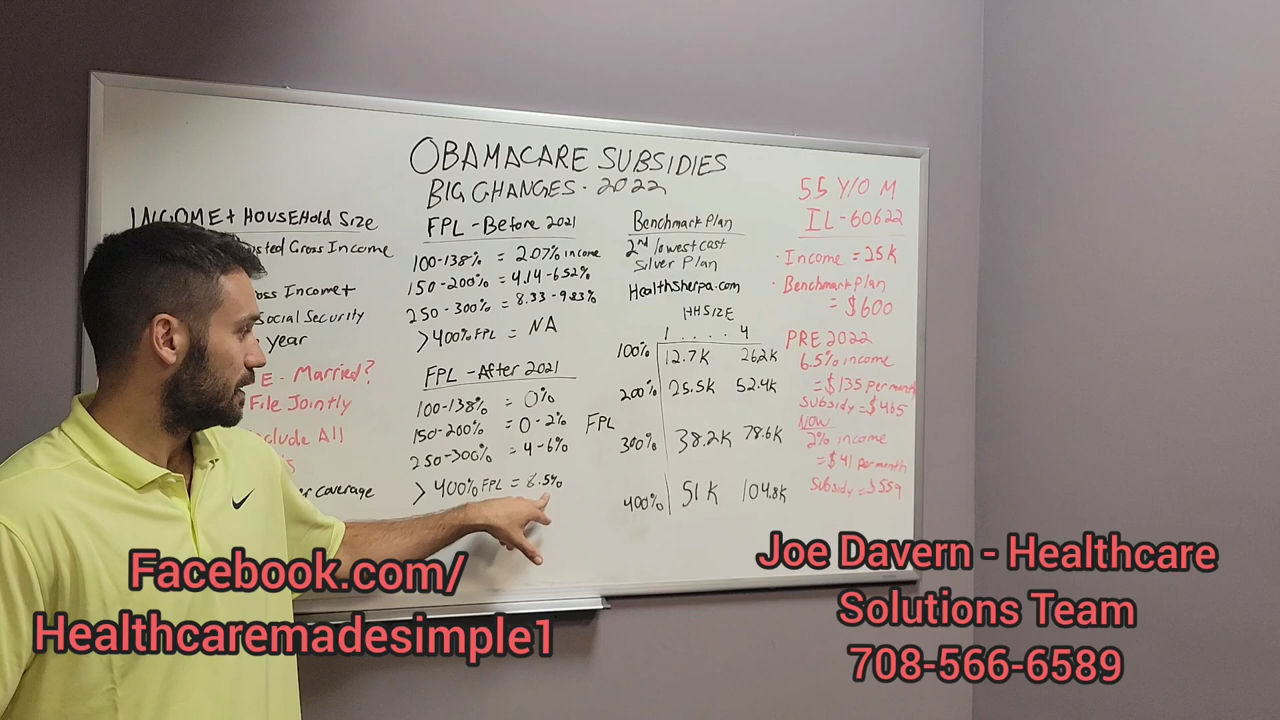 OBAMACARE SUBSIDIES
BIG CHANGES - 2022
INCOME + HOUSEHold SizE
Gross Income
Income +
Social Security
year
E - Married?
File Jointly
All
coverage
FPL - Before 2021
100-138% = 2.07% income
150-200% = 4.14-6.52%
250-300% = 8.33-9.83%
>400% FPL = NA
FPL - After 2021
100-138% = 0%
150-200% = 0-2%
250-300% = 4-6%
>400% FPL = 8.5%
Benchmark Plan
2nd lowest cast
Silver Plan
HealthSherpa.com
HH SIZE
1 . . . . 4
100% 12.7K 26.2K
200% 25.5K 52.4K
FPL
300% 38.2K 78.6K
400% 51K 104.8K
55 Y/O M
IL-60622
· Income = 25K
· Benchmark Plan
= $600
PRE 2022
6.5% income
= $135 per month
Subsidy = $465
NOW
2% income
= $41 per month
Subsidy = $559
Facebook.com/
Healthcaremadesimple1
Joe Davern - Healthcare
Solutions Team
708-566-6589